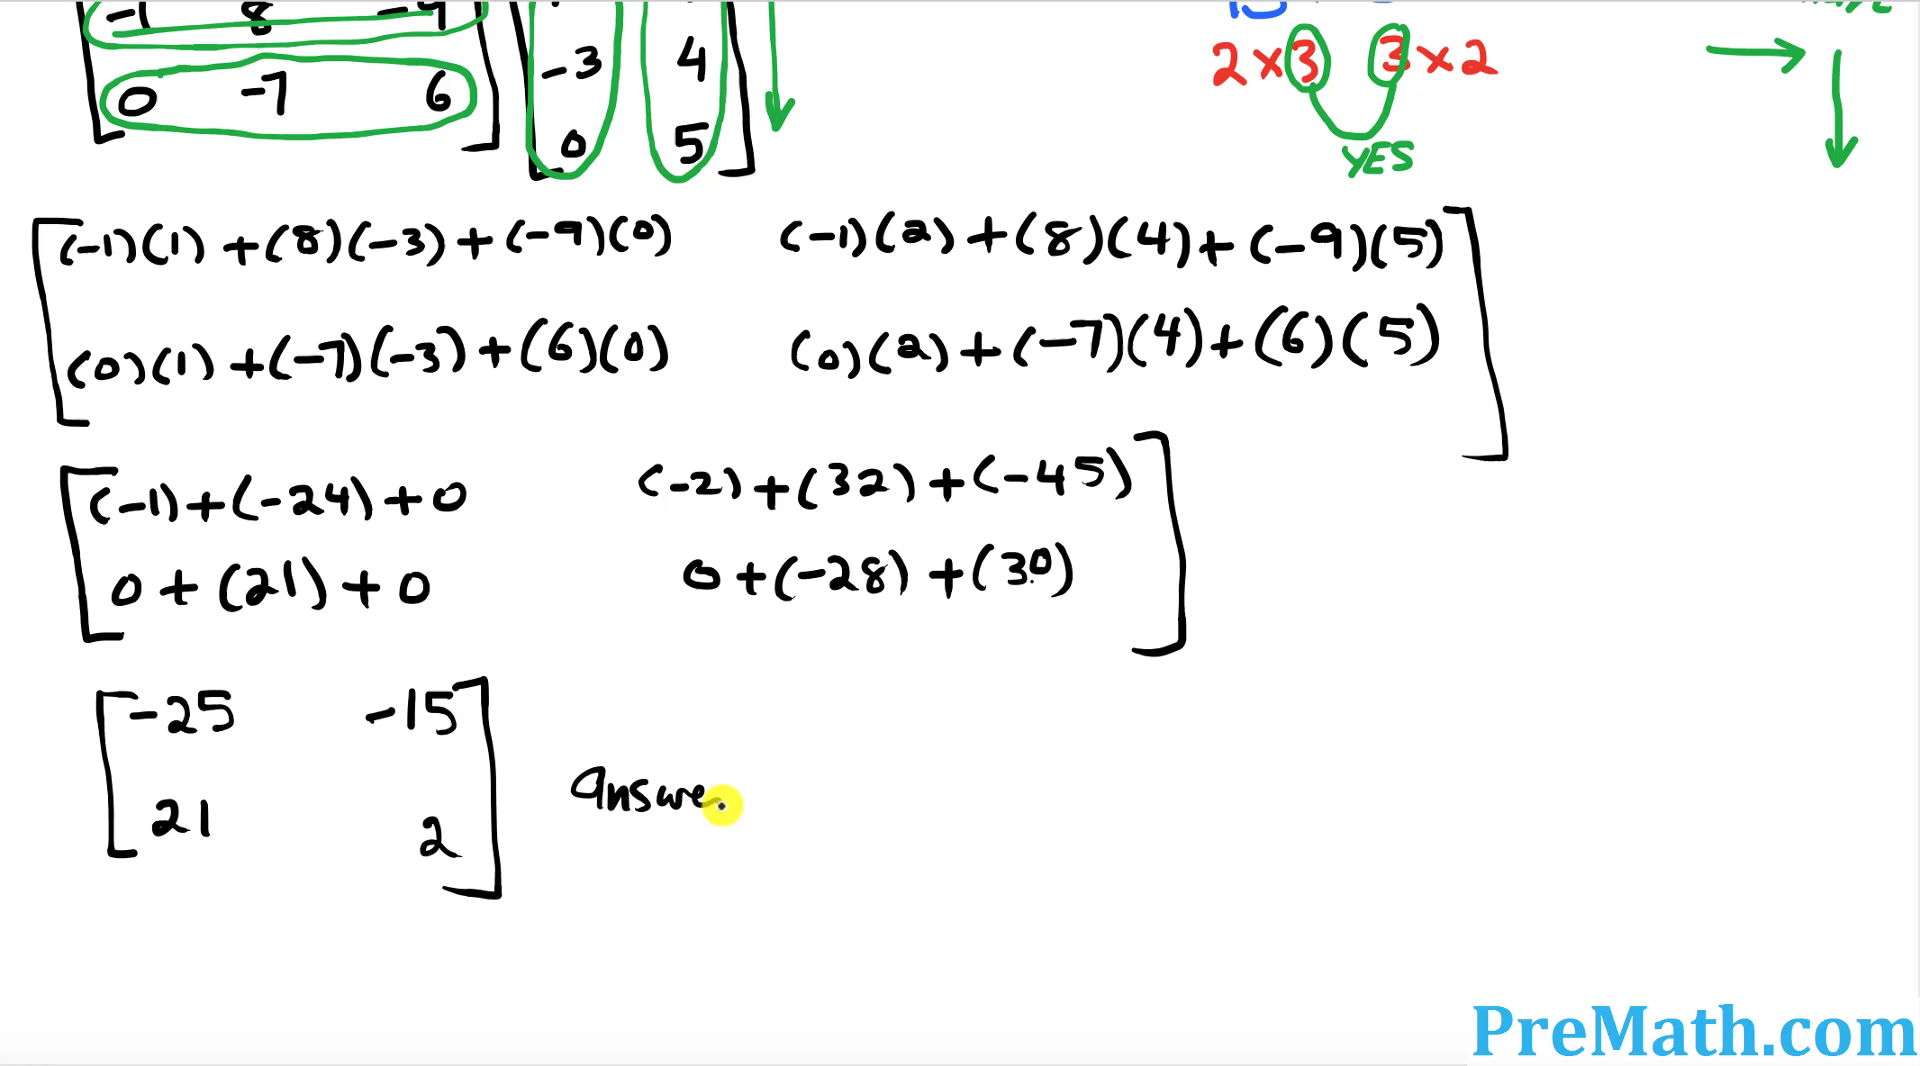 -1 8 -9
0 -7 6
-3 4
0 5
2 × 3 3 × 2
YES
(-1)(1) + (8)(-3) + (-9)(0) (-1)(2) + (8)(4) + (-9)(5)
(0)(1) + (-7)(-3) + (6)(0) (0)(2) + (-7)(4) + (6)(5)
(-1) + (-24) + 0 (-2) + (32) + (-45)
0 + (21) + 0 0 + (-28) + (30)
-25 -15
21 2
Answe
PreMath.com